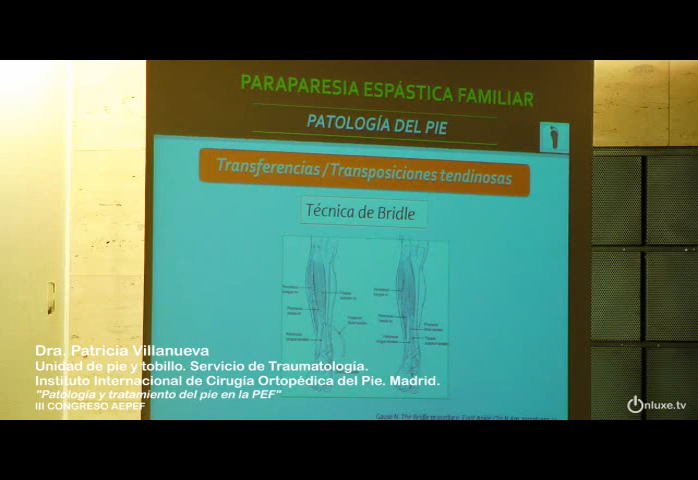 PARAPARESIA ESPÁSTICA FAMILIAR
PATOLOGÍA DEL PIE
Transferencias / Transposiciones tendinosas
Técnica de Bridle
Dra. Patricia Villanueva
Unidad de pie y tobillo. Servicio de Traumatología.
Instituto Internacional de Cirugía Ortopédica del Pie. Madrid.
"Patología y tratamiento del pie en la PEF"
III CONGRESO AEPEF
onluxe.tv